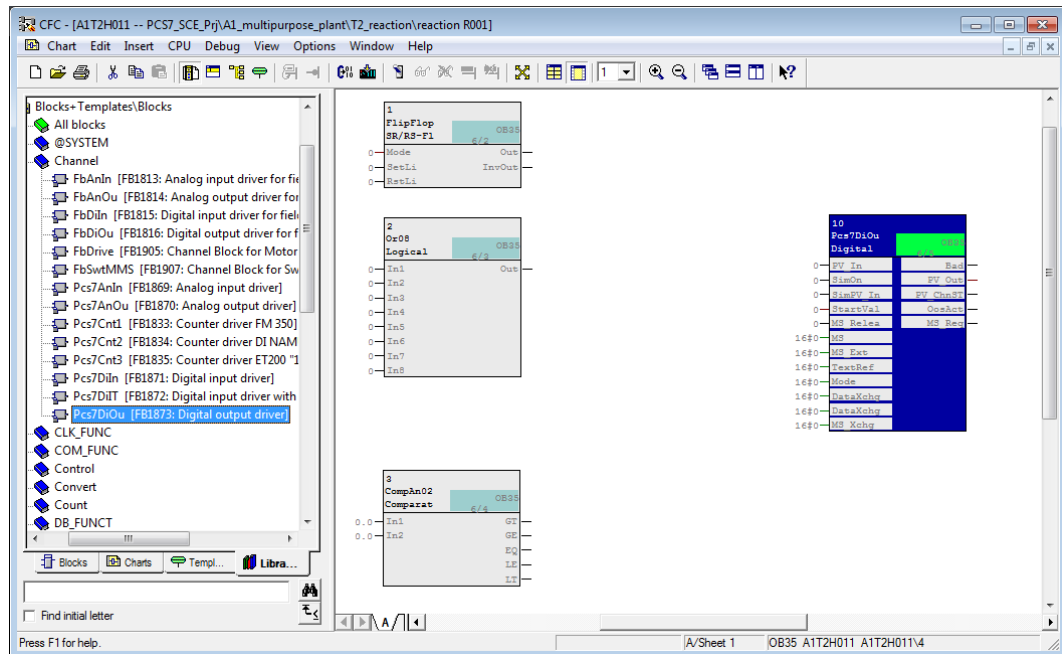 CFC - [A1T2H011 -- PCS7_SCE_Prj\A1_multipurpose_plant\T2_reaction\reaction R001]
Chart Edit Insert CPU Debug View Options Window Help
1
Blocks+Templates\Blocks
All blocks
@SYSTEM
Channel
FbAnIn [FB1813: Analog input driver for fie
FbAnOu [FB1814: Analog output driver for
FbDiIn [FB1815: Digital input driver for field
FbDiOu [FB1816: Digital output driver for f
FbDrive [FB1905: Channel Block for Motor
FbSwtMMS [FB1907: Channel Block for Sw
Pcs7AnIn [FB1869: Analog input driver]
Pcs7AnOu [FB1870: Analog output driver]
Pcs7Cnt1 [FB1833: Counter driver FM 350]
Pcs7Cnt2 [FB1834: Counter driver DI NAM
Pcs7Cnt3 [FB1835: Counter driver ET200 "1
Pcs7DiIn [FB1871: Digital input driver]
Pcs7DiIT [FB1872: Digital input driver with
Pcs7DiOu [FB1873: Digital output driver]
CLK_FUNC
COM_FUNC
Control
Convert
Count
DB_FUNCT
Blocks Charts Templ... Libra...
Find initial letter
1
FlipFlop
SR/RS-Fl OB35
6/2
0 Mode Out
0 SetLi InvOut
0 RstLi
2
Or08
Logical OB35
6/3
0 In1 Out
0 In2
0 In3
0 In4
0 In5
0 In6
0 In7
0 In8
3
CompAn02
Comparat OB35
6/4
0.0 In1 GT
0.0 In2 GE
EQ
LE
LT
10
Pcs7DiOu
Digital OB35
6/5
0 PV_In Bad
0 SimOn PV_Out
0 SimPV_In PV_ChnST
0 StartVal OosAct
0 MS_Relea MS_Req
16#0 MS
16#0 MS_Ext
16#0 TextRef
16#0 Mode
16#0 DataXchg
16#0 DataXchg
16#0 MS_Xchg
A
Press F1 for help. A/Sheet 1 OB35 A1T2H011 A1T2H011\4